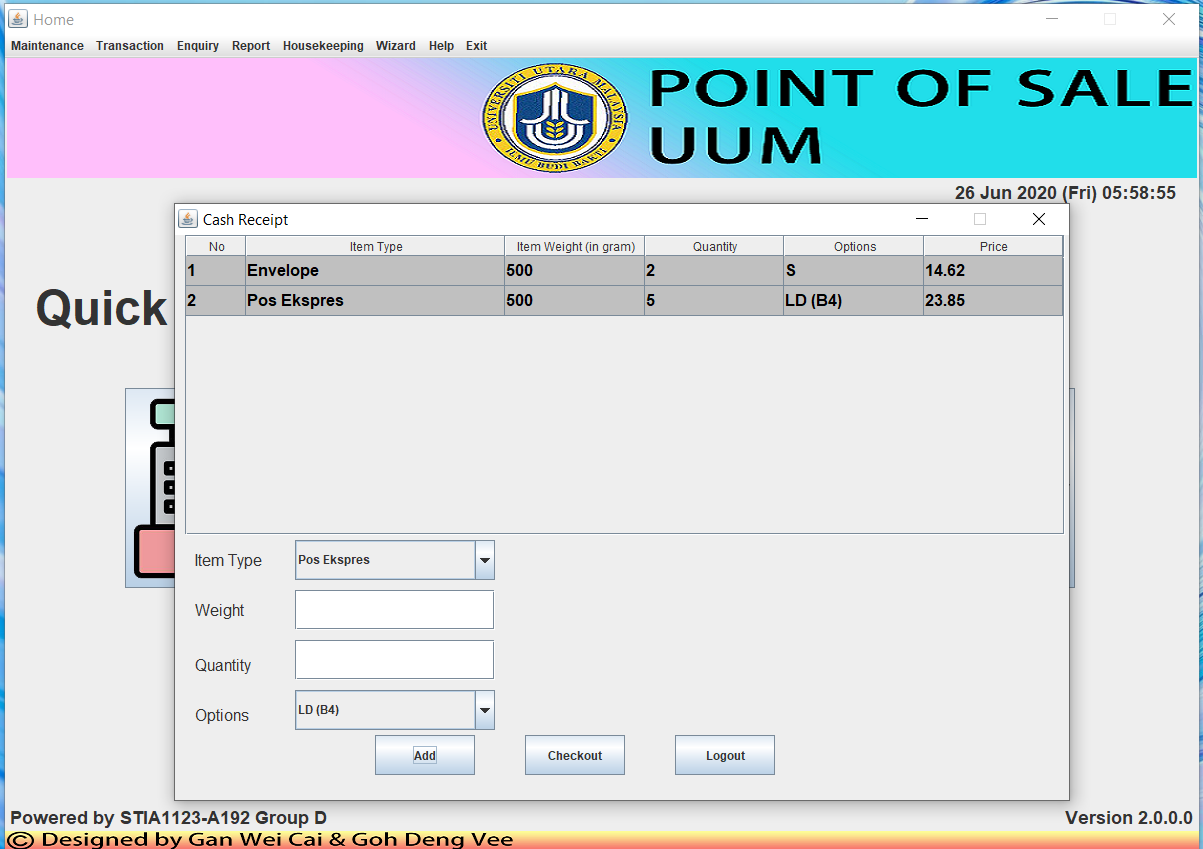 Home
Maintenance Transaction Enquiry Report Housekeeping Wizard Help Exit
UNIVERSITI UTARA MALAYSIA
ILMU BUDI BAKTI
POINT OF SALE
UUM
26 Jun 2020 (Fri) 05:58:55
Cash Receipt
No Item Type Item Weight (in gram) Quantity Options Price
1 Envelope 500 2 S 14.62
2 Pos Ekspres 500 5 LD (B4) 23.85
Quick
Item Type Pos Ekspres
Weight
Quantity
Options LD (B4)
Add Checkout Logout
Powered by STIA1123-A192 Group D Version 2.0.0.0
© Designed by Gan Wei Cai & Goh Deng Vee